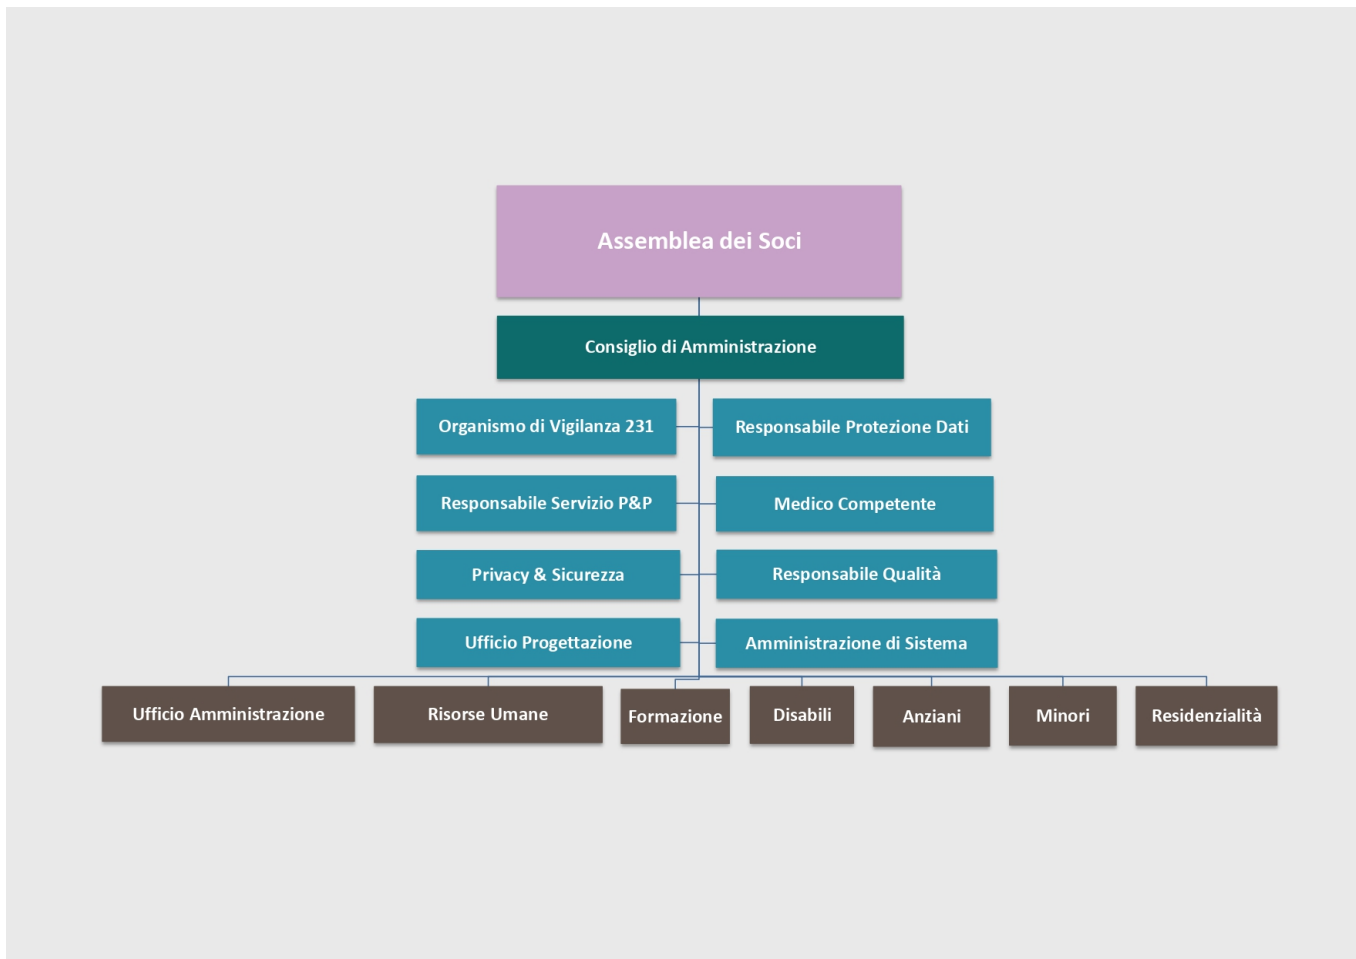 Assemblea dei Soci
Consiglio di Amministrazione
Organismo di Vigilanza 231
Responsabile Protezione Dati
Responsabile Servizio P&P
Medico Competente
Privacy & Sicurezza
Responsabile Qualità
Ufficio Progettazione
Amministrazione di Sistema
Ufficio Amministrazione
Risorse Umane
Formazione
Disabili
Anziani
Minori
Residenzialità